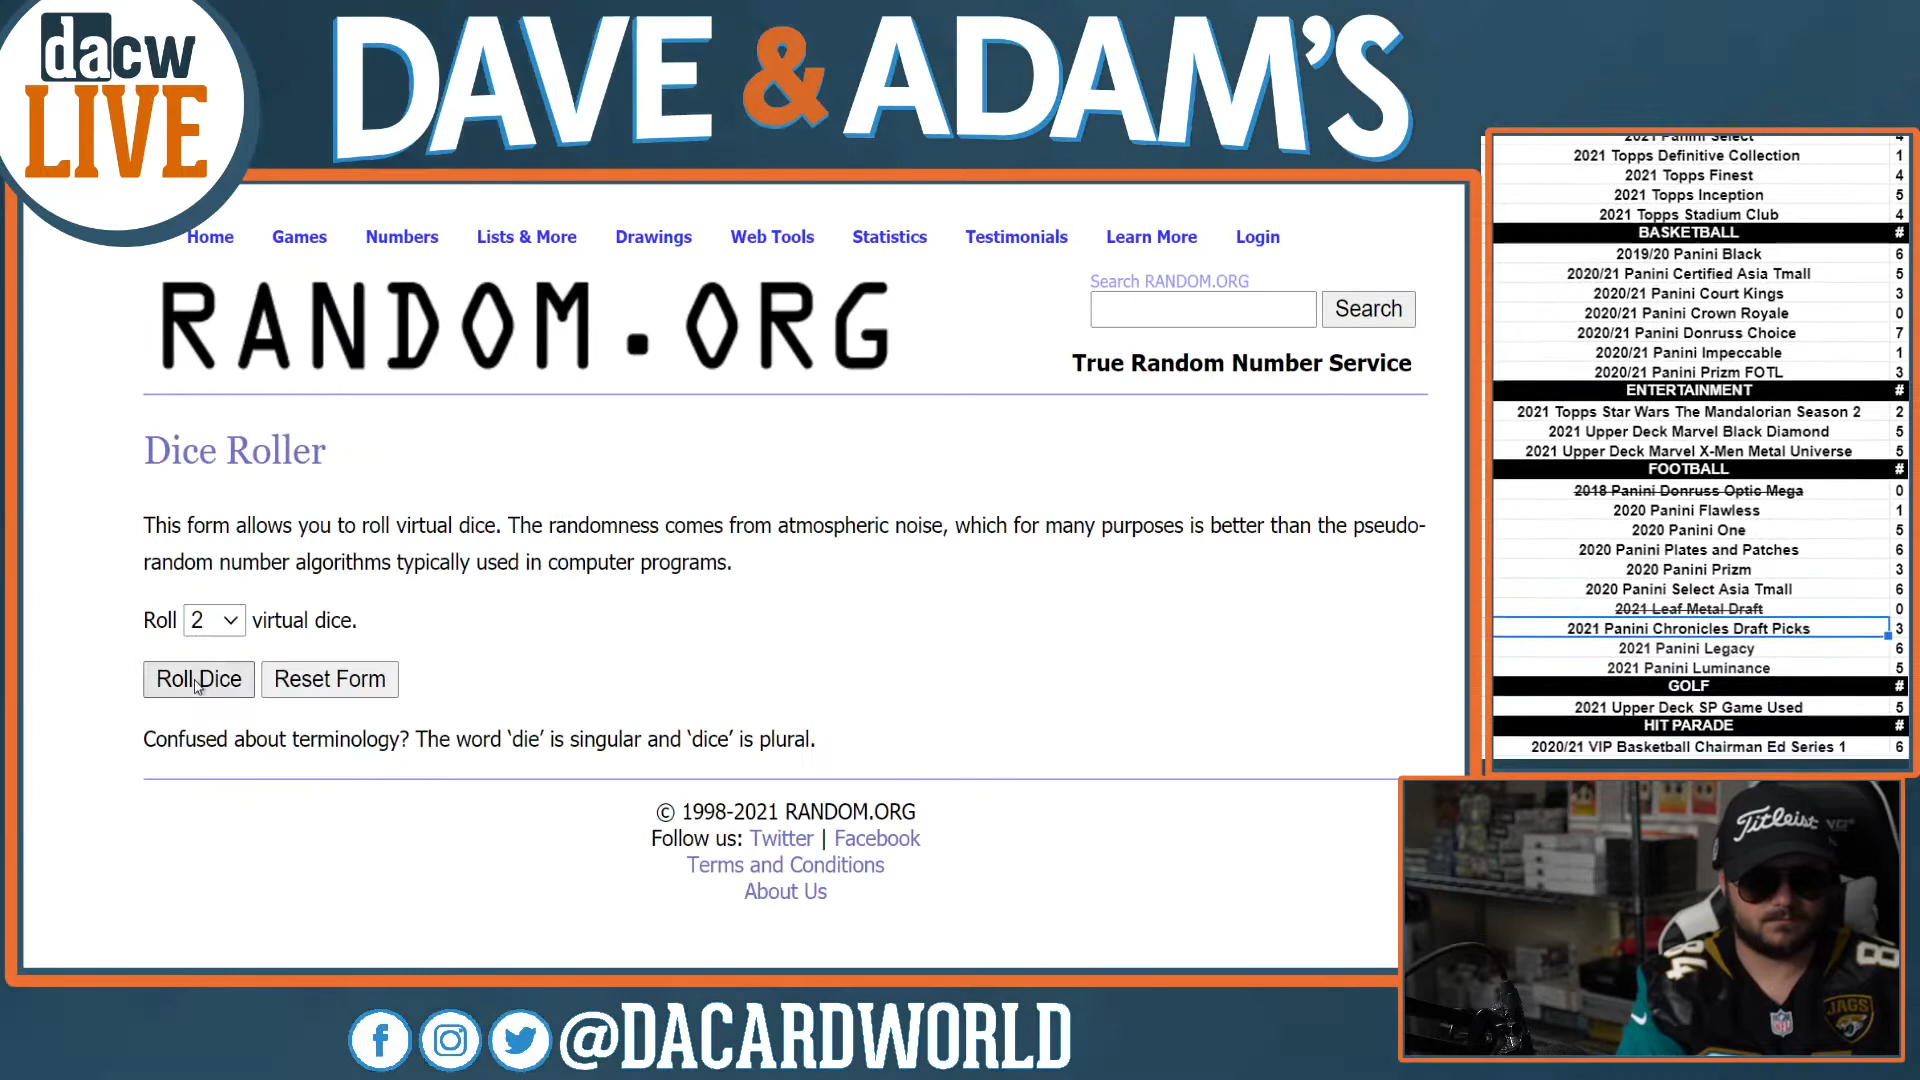 dacw
LIVE
DAVE & ADAM'S
Home Games Numbers Lists & More Drawings Web Tools Statistics Testimonials Learn More Login
RANDOM.ORG
Search RANDOM.ORG
Search
True Random Number Service
Dice Roller
This form allows you to roll virtual dice. The randomness comes from atmospheric noise, which for many purposes is better than the pseudo-
random number algorithms typically used in computer programs.
Roll 2 virtual dice.
Roll Dice Reset Form
Confused about terminology? The word ‘die’ is singular and ‘dice’ is plural.
© 1998-2021 RANDOM.ORG
Follow us: Twitter | Facebook
Terms and Conditions
About Us
2021 Panini Select 4
2021 Topps Definitive Collection 1
2021 Topps Finest 4
2021 Topps Inception 5
2021 Topps Stadium Club 4
BASKETBALL #
2019/20 Panini Black 6
2020/21 Panini Certified Asia Tmall 5
2020/21 Panini Court Kings 3
2020/21 Panini Crown Royale 0
2020/21 Panini Donruss Choice 7
2020/21 Panini Impeccable 1
2020/21 Panini Prizm FOTL 3
ENTERTAINMENT #
2021 Topps Star Wars The Mandalorian Season 2 2
2021 Upper Deck Marvel Black Diamond 5
2021 Upper Deck Marvel X-Men Metal Universe 5
FOOTBALL #
2018 Panini Donruss Optic Mega 0
2020 Panini Flawless 1
2020 Panini One 5
2020 Panini Plates and Patches 6
2020 Panini Prizm 3
2020 Panini Select Asia Tmall 6
2021 Leaf Metal Draft 0
2021 Panini Chronicles Draft Picks 3
2021 Panini Legacy 6
2021 Panini Luminance 5
GOLF #
2021 Upper Deck SP Game Used 5
HIT PARADE #
2020/21 VIP Basketball Chairman Ed Series 1 6
Titleist
84
JAGS
NFL
@DACARDWORLD